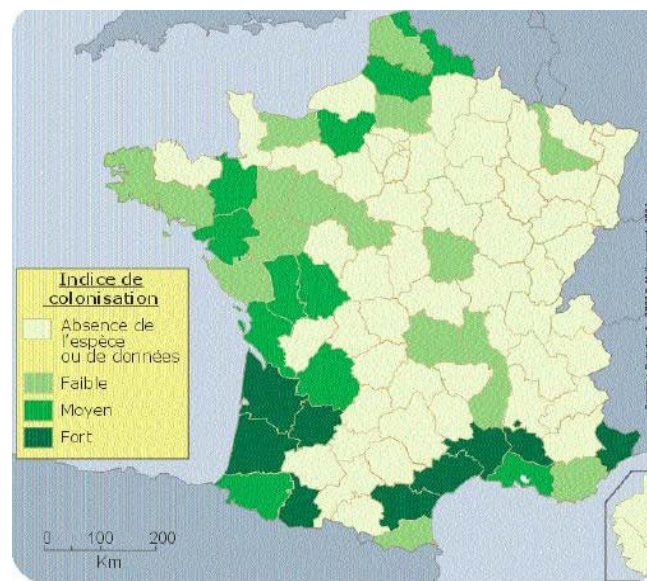 Indice de
colonisation
Absence de
l'espèce
ou de données
Faible
Moyen
Fort
0 100 200
Km